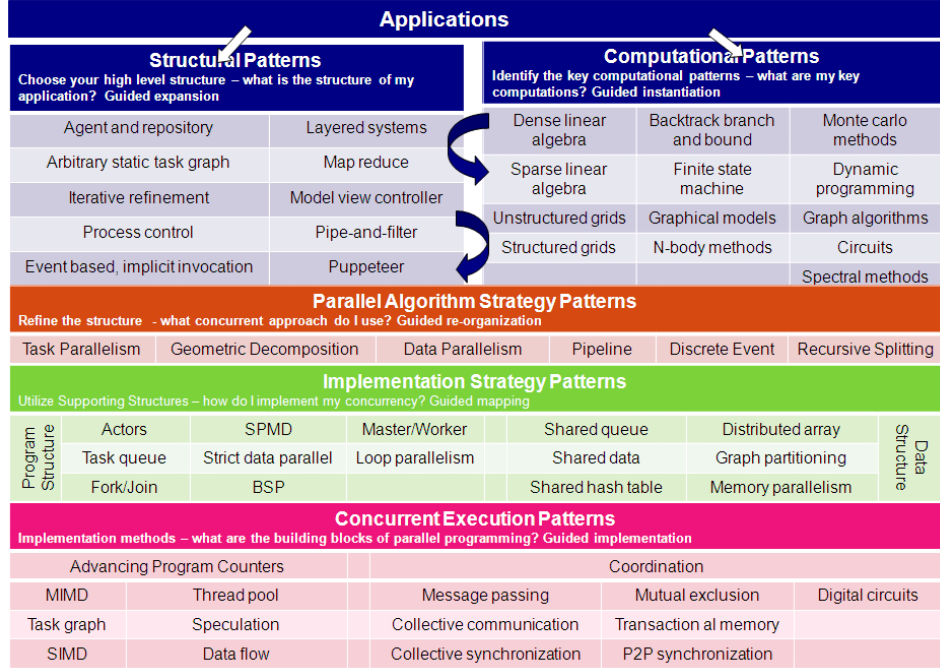 Applications
Structural Patterns
Choose your high level structure – what is the structure of my
application? Guided expansion
Agent and repository
Layered systems
Arbitrary static task graph
Map reduce
Iterative refinement
Model view controller
Process control
Pipe-and-filter
Event based, implicit invocation
Puppeteer
Computational Patterns
Identify the key computational patterns – what are my key
computations? Guided instantiation
Dense linear
algebra
Backtrack branch
and bound
Monte carlo
methods
Sparse linear
algebra
Finite state
machine
Dynamic
programming
Unstructured grids
Graphical models
Graph algorithms
Structured grids
N-body methods
Circuits
Spectral methods
Parallel Algorithm Strategy Patterns
Refine the structure - what concurrent approach do I use? Guided re-organization
Task Parallelism
Geometric Decomposition
Data Parallelism
Pipeline
Discrete Event
Recursive Splitting
Implementation Strategy Patterns
Utilize Supporting Structures – how do I implement my concurrency? Guided mapping
Program
Structure
Actors
SPMD
Master/Worker
Shared queue
Distributed array
Task queue
Strict data parallel
Loop parallelism
Shared data
Graph partitioning
Fork/Join
BSP
Shared hash table
Memory parallelism
Data
Structure
Concurrent Execution Patterns
Implementation methods – what are the building blocks of parallel programming? Guided implementation
Advancing Program Counters
Coordination
MIMD
Thread pool
Message passing
Mutual exclusion
Digital circuits
Task graph
Speculation
Collective communication
Transaction al memory
SIMD
Data flow
Collective synchronization
P2P synchronization